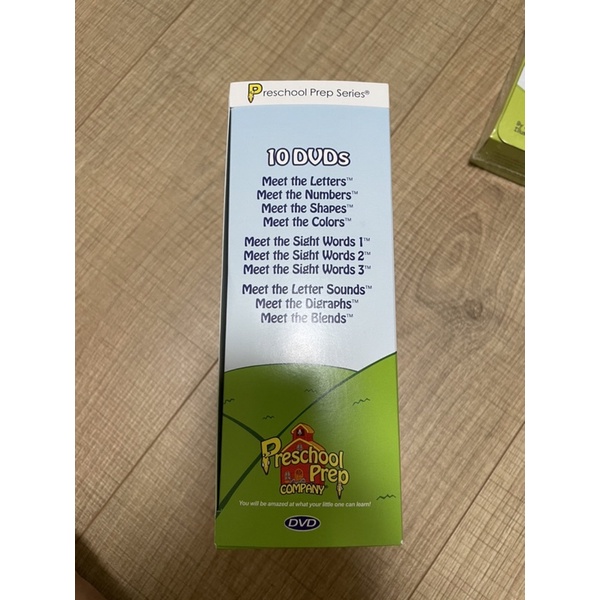 Preschool Prep Series®
10 DVDs
Meet the Letters™
Meet the Numbers™
Meet the Shapes™
Meet the Colors™
Meet the Sight Words 1™
Meet the Sight Words 2™
Meet the Sight Words 3™
Meet the Letter Sounds™
Meet the Digraphs™
Meet the Blends™
Preschool
Prep
COMPANY
You will be amazed at what your little one can learn!
DVD